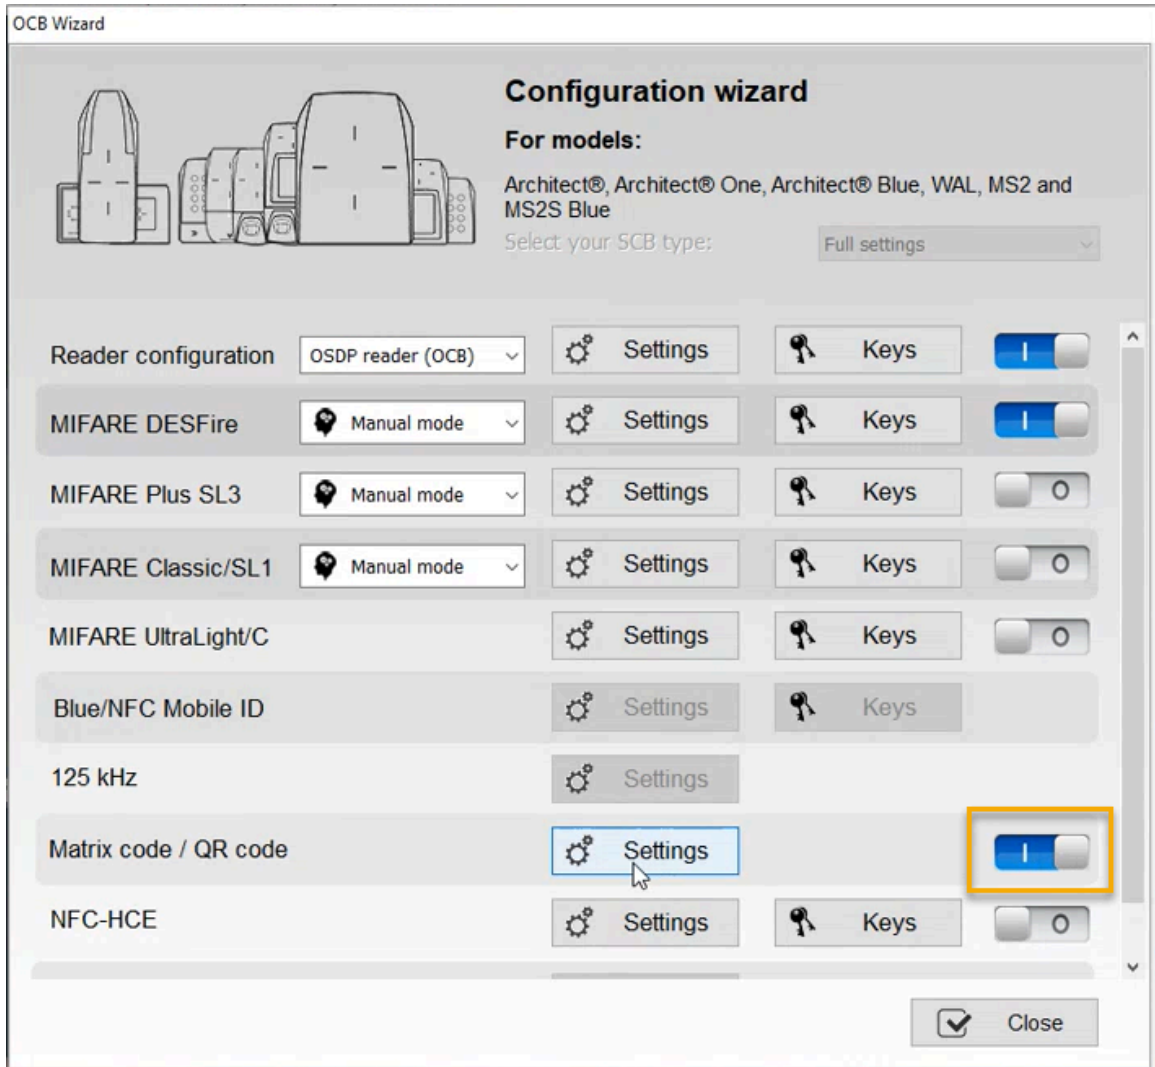 OCB Wizard
Configuration wizard
For models:
Architect®, Architect® One, Architect® Blue, WAL, MS2 and
MS2S Blue
Select your SCB type: Full settings
Reader configuration OSDP reader (OCB) Settings Keys I
MIFARE DESFire Manual mode Settings Keys I
MIFARE Plus SL3 Manual mode Settings Keys O
MIFARE Classic/SL1 Manual mode Settings Keys O
MIFARE UltraLight/C Settings Keys O
Blue/NFC Mobile ID Settings Keys
125 kHz Settings
Matrix code / QR code Settings I
NFC-HCE Settings Keys O
Close